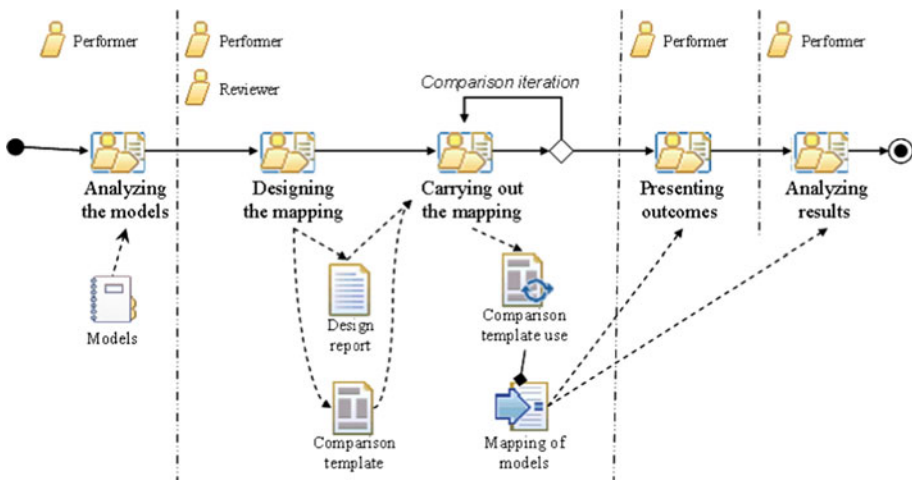 Performer
Performer
Reviewer
Performer
Performer
Comparison iteration
Analyzing
the models
Designing
the mapping
Carrying out
the mapping
Presenting
outcomes
Analyzing
results
Models
Design
report
Comparison
template
Comparison
template use
Mapping of
models